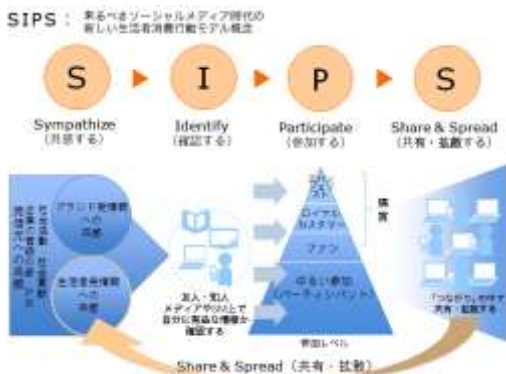 SIPS： 来るべきソーシャルメディア時代の
新しい生活者消費行動モデル概念
S
I
P
S
Sympathize
（共感する）
Identify
（確認する）
Participate
（参加する）
Share & Spread
（共有・拡散する）
ブランド発信情報
への
共感
生活者発信情報
への
共感
友人・知人
メディアやSNS上で
自分に有益な情報か
確認する
ロイヤル
カスタマー
ファン
ゆるい参加
（パーティシパント）
参加レベル
購買
「つながり」の中で
共有・拡散する
Share & Spread（共有・拡散）